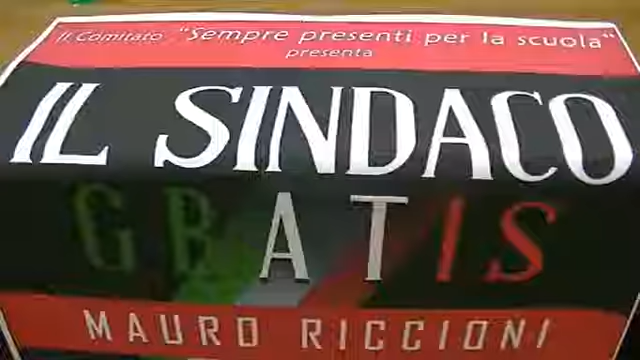 Il Comitato "Sempre presenti per la scuola"
presenta
IL SINDACO
GRATIS
MAURO RICCIONI